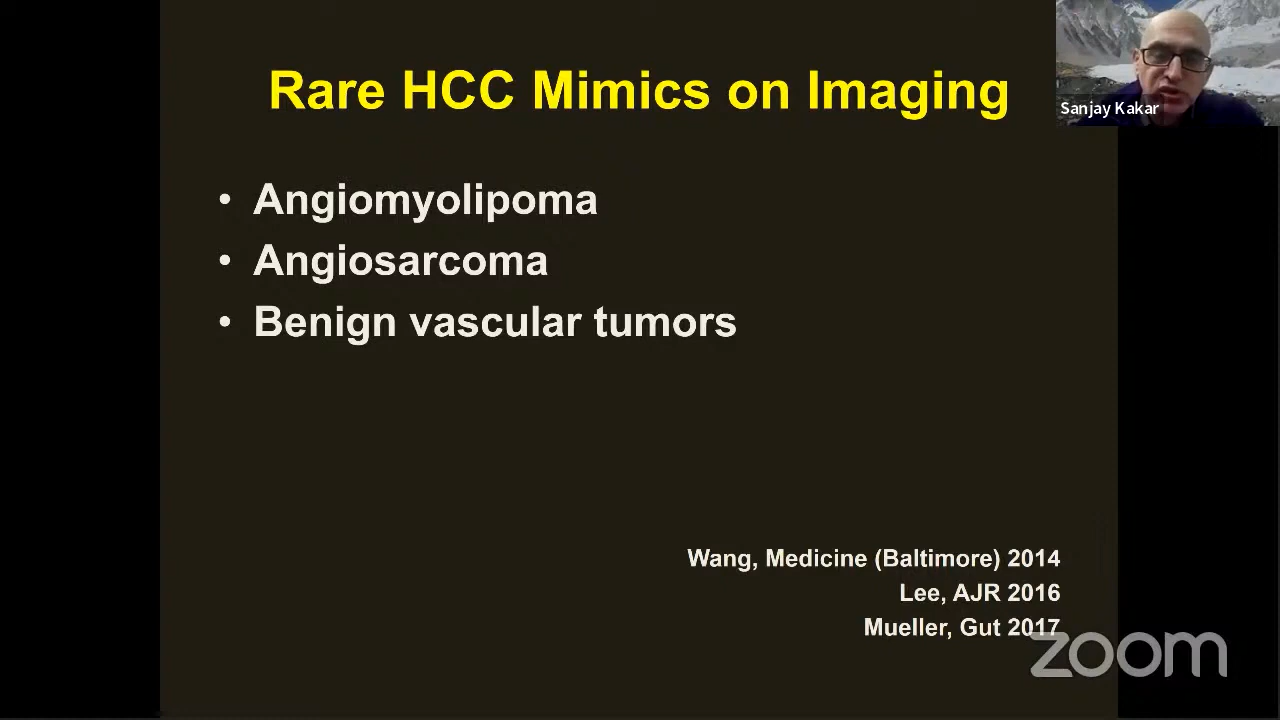 Rare HCC Mimics on Imaging
Sanjay Kakar
• Angiomyolipoma
• Angiosarcoma
• Benign vascular tumors
Wang, Medicine (Baltimore) 2014
Lee, AJR 2016
Mueller, Gut 2017
zoom